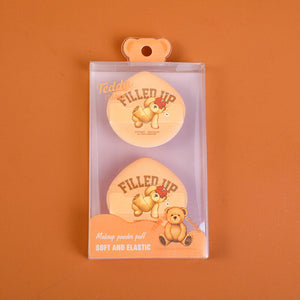 Teddy
FILLED UP
FILLED UP
Makeup powder puff
SOFT AND ELASTIC